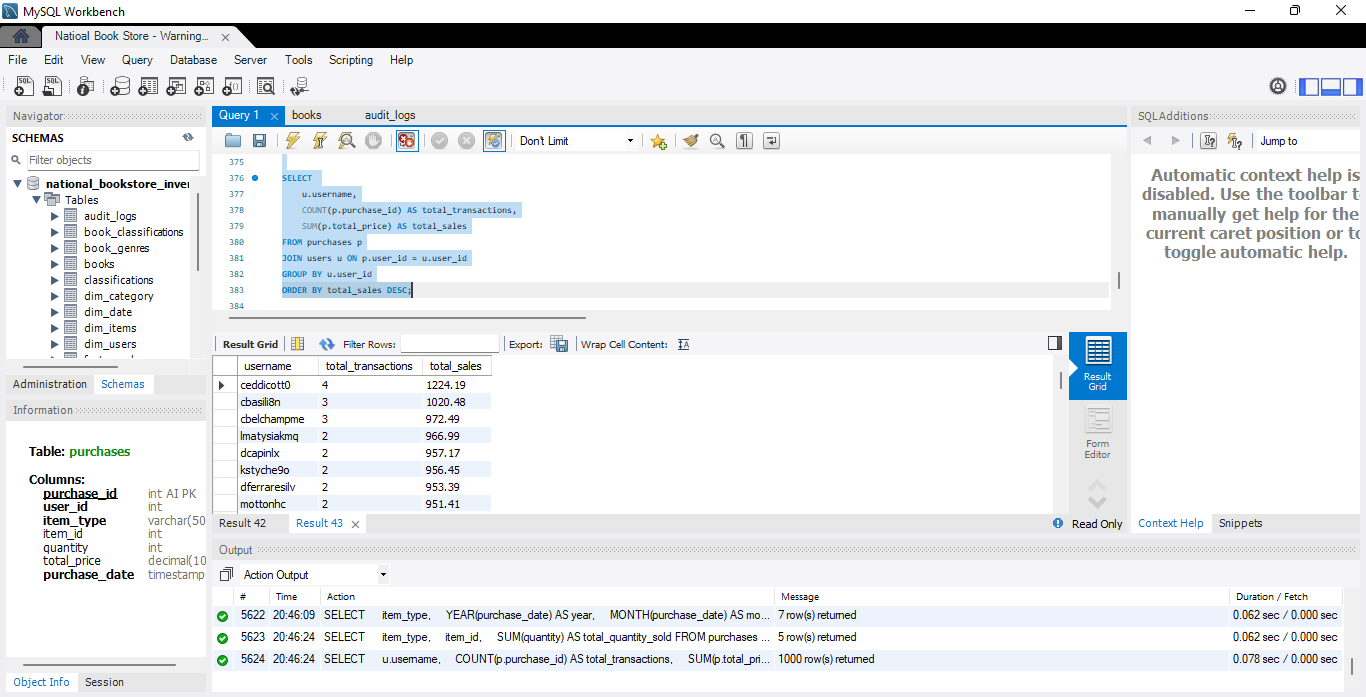 MySQL Workbench
Natioal Book Store - Warning...
File Edit View Query Database Server Tools Scripting Help
Navigator
SCHEMAS
Filter objects
national_bookstore_inver
Tables
audit_logs
book_classifications
book_genres
books
classifications
dim_category
dim_date
dim_items
dim_users
Administration Schemas
Information
Table: purchases
Columns:
purchase_id int AI PK
user_id int
item_type varchar(50
item_id int
quantity int
total_price decimal(10
purchase_date timestamp
Object Info Session
Query 1 books audit_logs
Don't Limit
375
376 SELECT
377 u.username,
378 COUNT(p.purchase_id) AS total_transactions,
379 SUM(p.total_price) AS total_sales
380 FROM purchases p
381 JOIN users u ON p.user_id = u.user_id
382 GROUP BY u.user_id
383 ORDER BY total_sales DESC;
384
Result Grid Filter Rows: Export: Wrap Cell Content:
username total_transactions total_sales
ceddicott0 4 1224.19
cbasili8n 3 1020.48
cbelchampme 3 972.49
lmatysiakmq 2 966.99
dcapinlx 2 957.17
kstyche9o 2 956.45
dferraresilv 2 953.39
mottonhc 2 951.41
Result Grid
Form Editor
Result 42 Result 43 Read Only
SQLAdditions
Jump to
Automatic context help is
disabled. Use the toolbar t
manually get help for the
current caret position or to
toggle automatic help.
Context Help Snippets
Output
Action Output
# Time Action Message Duration / Fetch
5622 20:46:09 SELECT item_type, YEAR(purchase_date) AS year, MONTH(purchase_date) AS mo... 7 row(s) returned 0.062 sec / 0.000 sec
5623 20:46:24 SELECT item_type, item_id, SUM(quantity) AS total_quantity_sold FROM purchases ... 5 row(s) returned 0.062 sec / 0.000 sec
5624 20:46:24 SELECT u.username, COUNT(p.purchase_id) AS total_transactions, SUM(p.total_pri... 1000 row(s) returned 0.078 sec / 0.000 sec